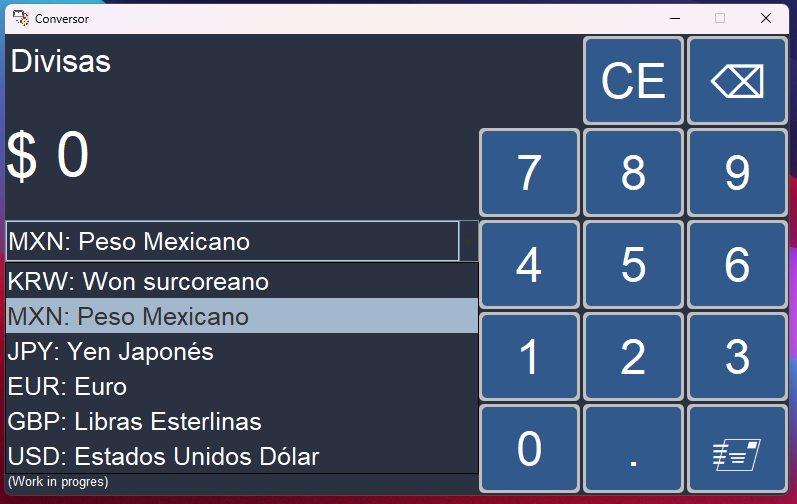 Conversor
Divisas
$ 0
MXN: Peso Mexicano
KRW: Won surcoreano
MXN: Peso Mexicano
JPY: Yen Japonés
EUR: Euro
GBP: Libras Esterlinas
USD: Estados Unidos Dólar
(Work in progres)
CE ⌫
7 8 9
4 5 6
1 2 3
0 .